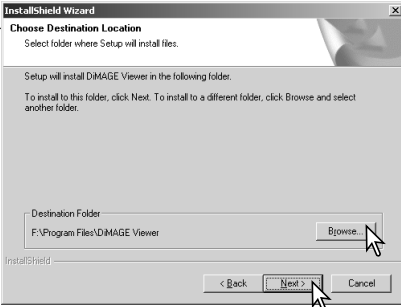 InstallShield Wizard
Choose Destination Location
Select folder where Setup will install files.
Setup will install DiMAGE Viewer in the following folder.
To install to this folder, click Next. To install to a different folder, click Browse and select
another folder.
Destination Folder
F:\Program Files\DiMAGE Viewer
Browse...
InstallShield
< Back
Next >
Cancel